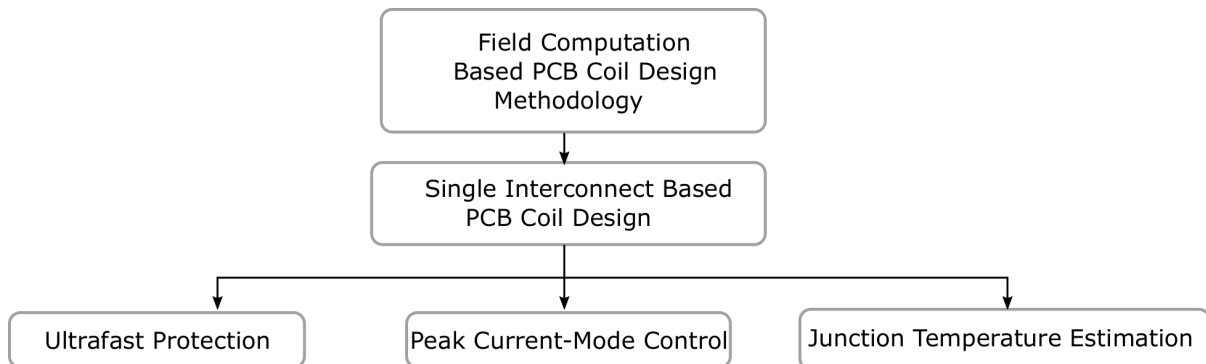 Field Computation
Based PCB Coil Design
Methodology
Single Interconnect Based
PCB Coil Design
Ultrafast Protection
Peak Current-Mode Control
Junction Temperature Estimation